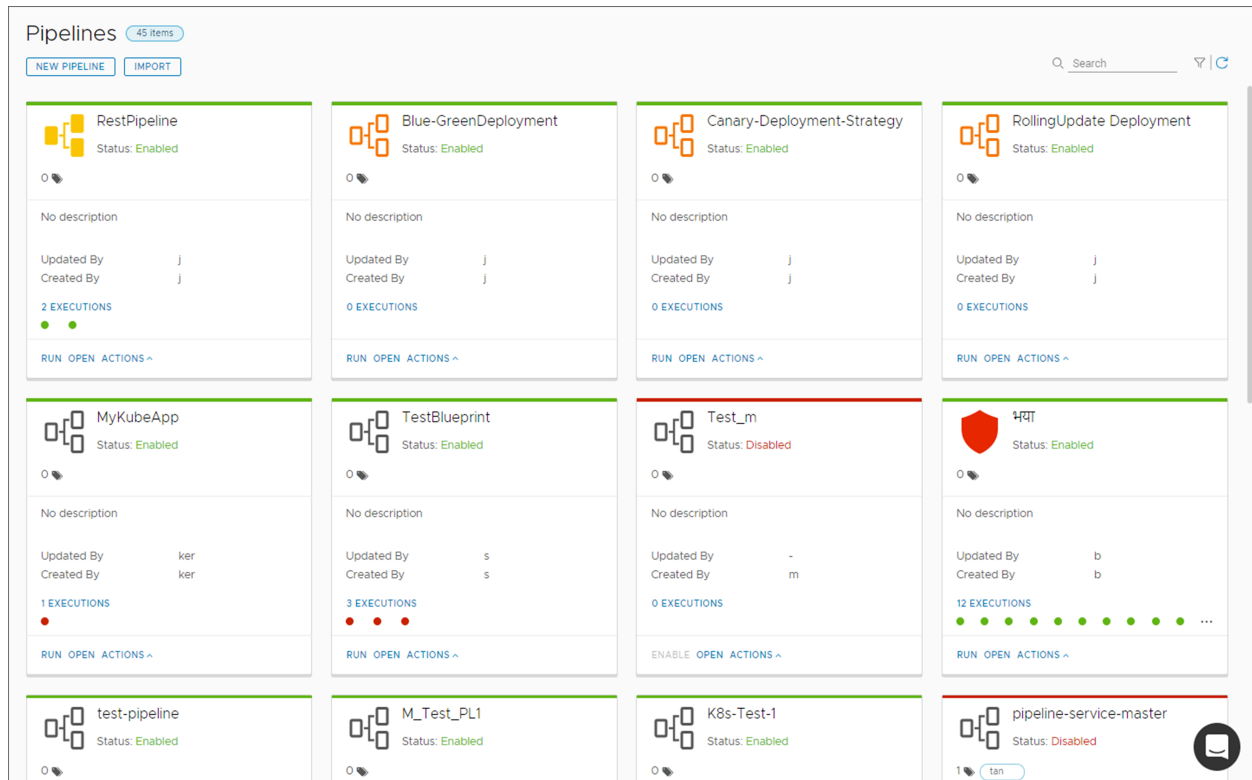 Pipelines 45 items
NEW PIPELINE IMPORT
Search
RestPipeline
Status: Enabled
0
No description
Updated By j
Created By j
2 EXECUTIONS
RUN OPEN ACTIONS
Blue-GreenDeployment
Status: Enabled
0
No description
Updated By j
Created By j
0 EXECUTIONS
RUN OPEN ACTIONS
Canary-Deployment-Strategy
Status: Enabled
0
No description
Updated By j
Created By j
0 EXECUTIONS
RUN OPEN ACTIONS
RollingUpdate Deployment
Status: Enabled
0
No description
Updated By j
Created By j
0 EXECUTIONS
RUN OPEN ACTIONS
MyKubeApp
Status: Enabled
0
No description
Updated By ker
Created By ker
1 EXECUTIONS
RUN OPEN ACTIONS
TestBlueprint
Status: Enabled
0
No description
Updated By s
Created By s
3 EXECUTIONS
RUN OPEN ACTIONS
Test_m
Status: Disabled
0
No description
Updated By -
Created By m
0 EXECUTIONS
ENABLE OPEN ACTIONS
भया
Status: Enabled
0
No description
Updated By b
Created By b
12 EXECUTIONS
...
RUN OPEN ACTIONS
test-pipeline
Status: Enabled
0
M_Test_PL1
Status: Enabled
0
K8s-Test-1
Status: Enabled
0
pipeline-service-master
Status: Disabled
1 tan